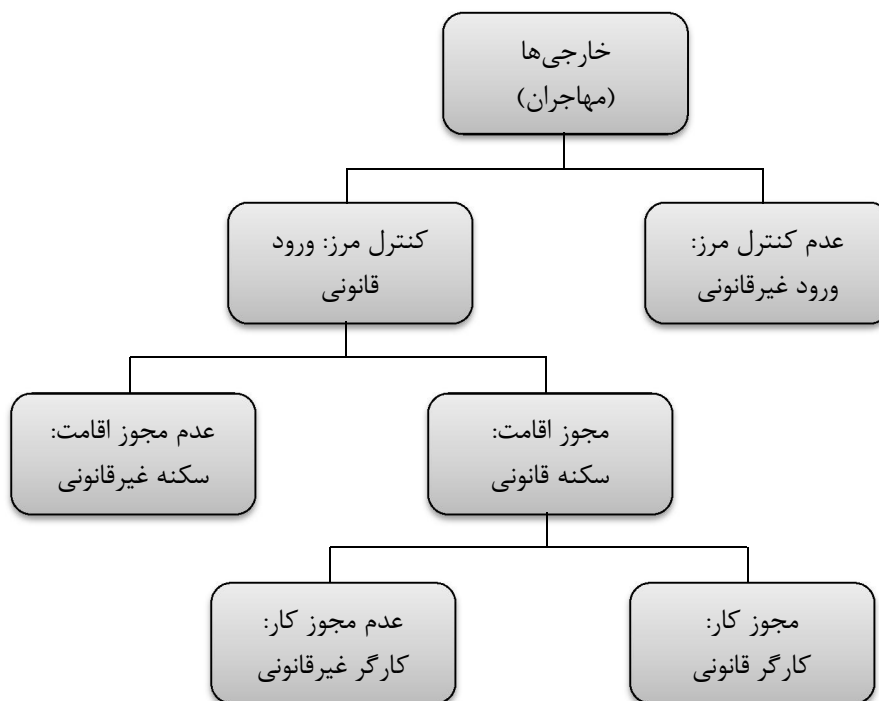 خارجی‌ها
(مهاجران)
عدم کنترل مرز:
ورود غیرقانونی
کنترل مرز: ورود
قانونی
مجوز اقامت:
سکنه قانونی
عدم مجوز اقامت:
سکنه غیرقانونی
مجوز کار:
کارگر قانونی
عدم مجوز کار:
کارگر غیرقانونی